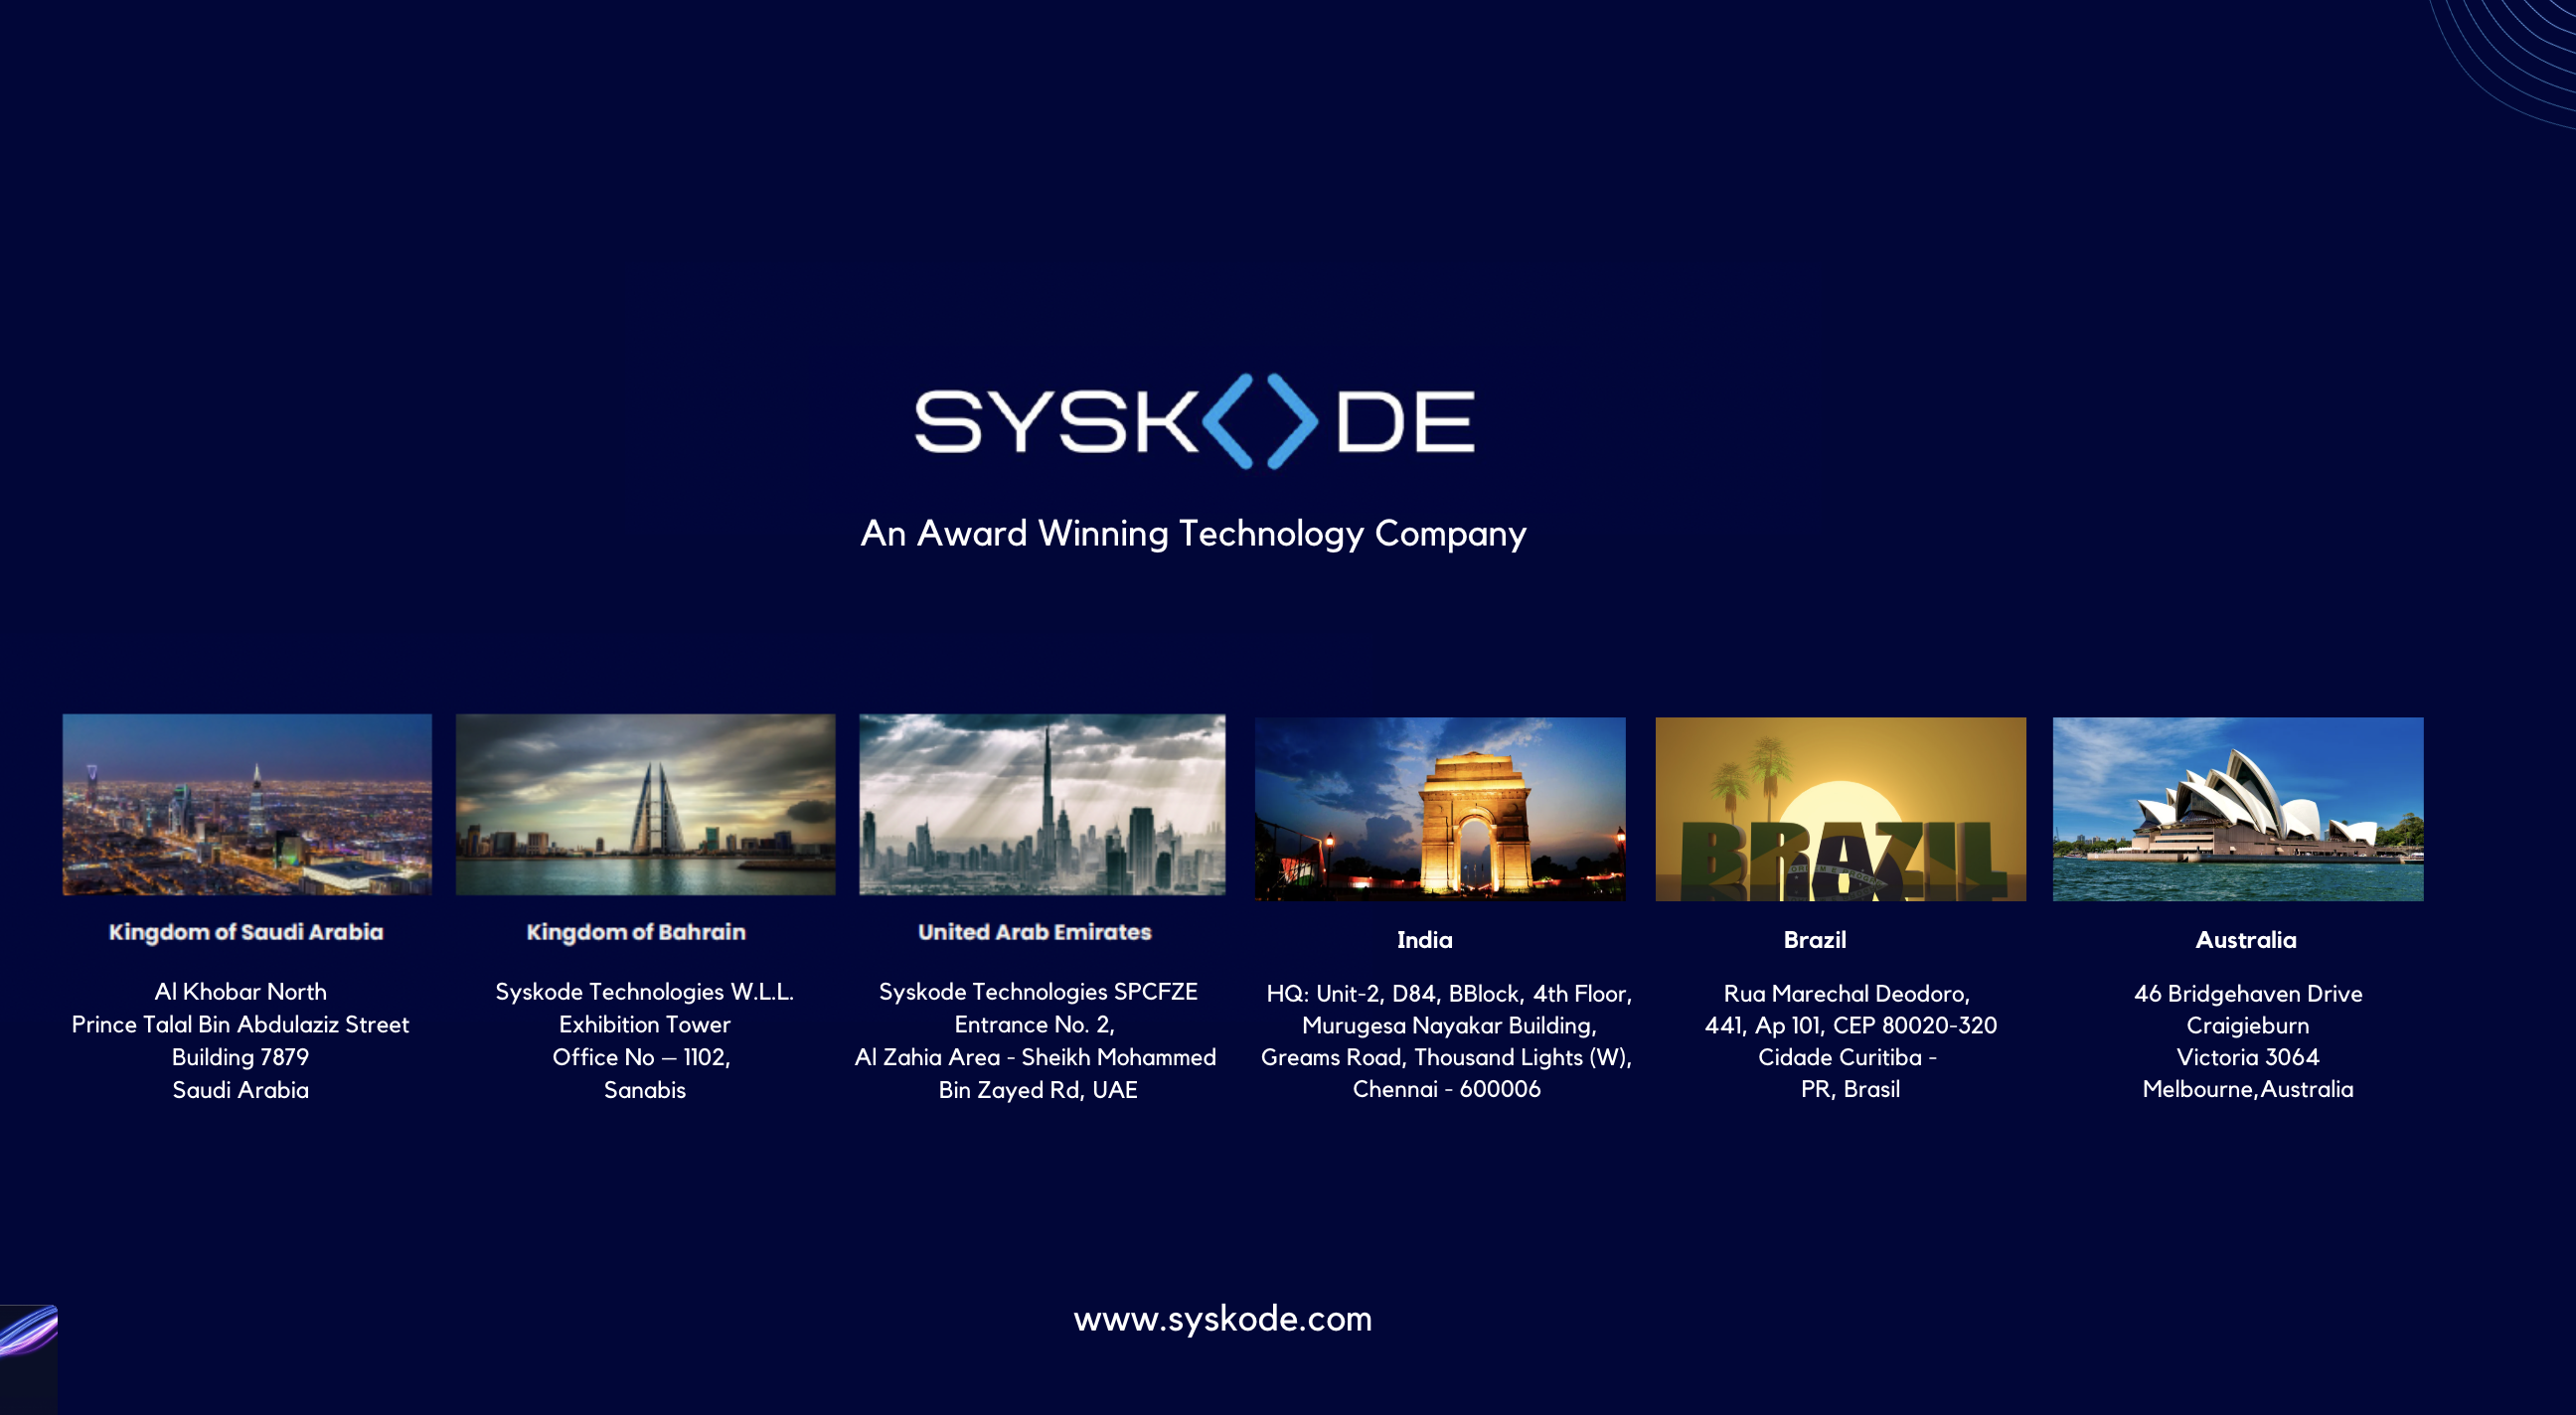 SYSK<>DE
An Award Winning Technology Company
BRAZIL
Kingdom of Saudi Arabia
Al Khobar North
Prince Talal Bin Abdulaziz Street
Building 7879
Saudi Arabia
Kingdom of Bahrain
Syskode Technologies W.L.L.
Exhibition Tower
Office No – 1102,
Sanabis
United Arab Emirates
Syskode Technologies SPCFZE
Entrance No. 2,
Al Zahia Area - Sheikh Mohammed
Bin Zayed Rd, UAE
India
HQ: Unit-2, D84, BBlock, 4th Floor,
Murugesa Nayakar Building,
Greams Road, Thousand Lights (W),
Chennai - 600006
Brazil
Rua Marechal Deodoro,
441, Ap 101, CEP 80020-320
Cidade Curitiba -
PR, Brasil
Australia
46 Bridgehaven Drive
Craigieburn
Victoria 3064
Melbourne,Australia
www.syskode.com